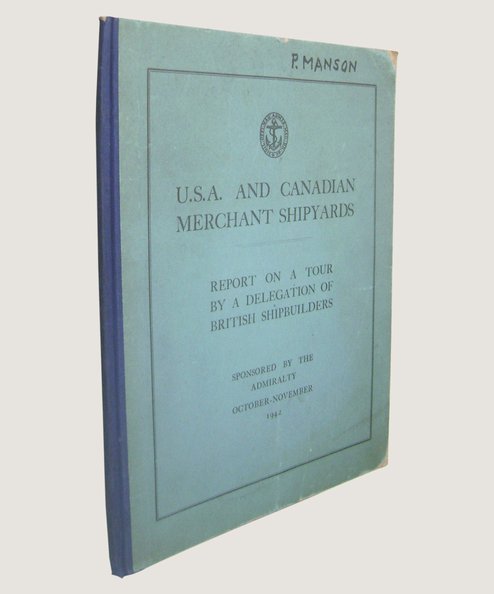 P. MANSON
U.S.A. AND CANADIAN
MERCHANT SHIPYARDS
REPORT ON A TOUR
BY A DELEGATION OF
BRITISH SHIPBUILDERS
SPONSORED BY THE
ADMIRALTY
OCTOBER-NOVEMBER
1942